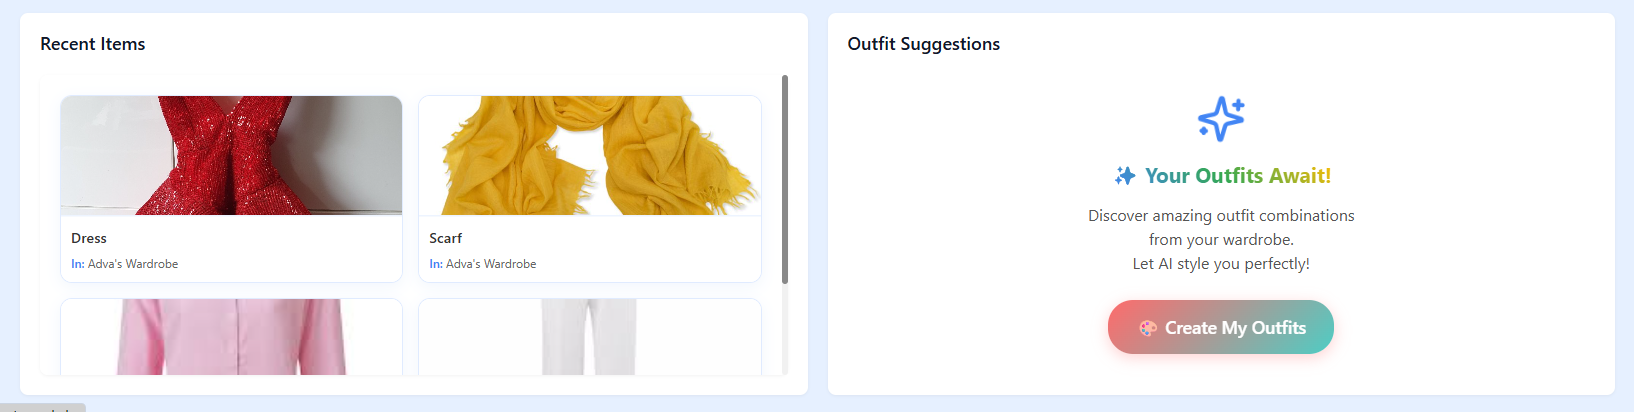 Recent Items
Dress
In: Adva's Wardrobe
Scarf
In: Adva's Wardrobe
Outfit Suggestions
Your Outfits Await!
Discover amazing outfit combinations
from your wardrobe.
Let AI style you perfectly!
Create My Outfits